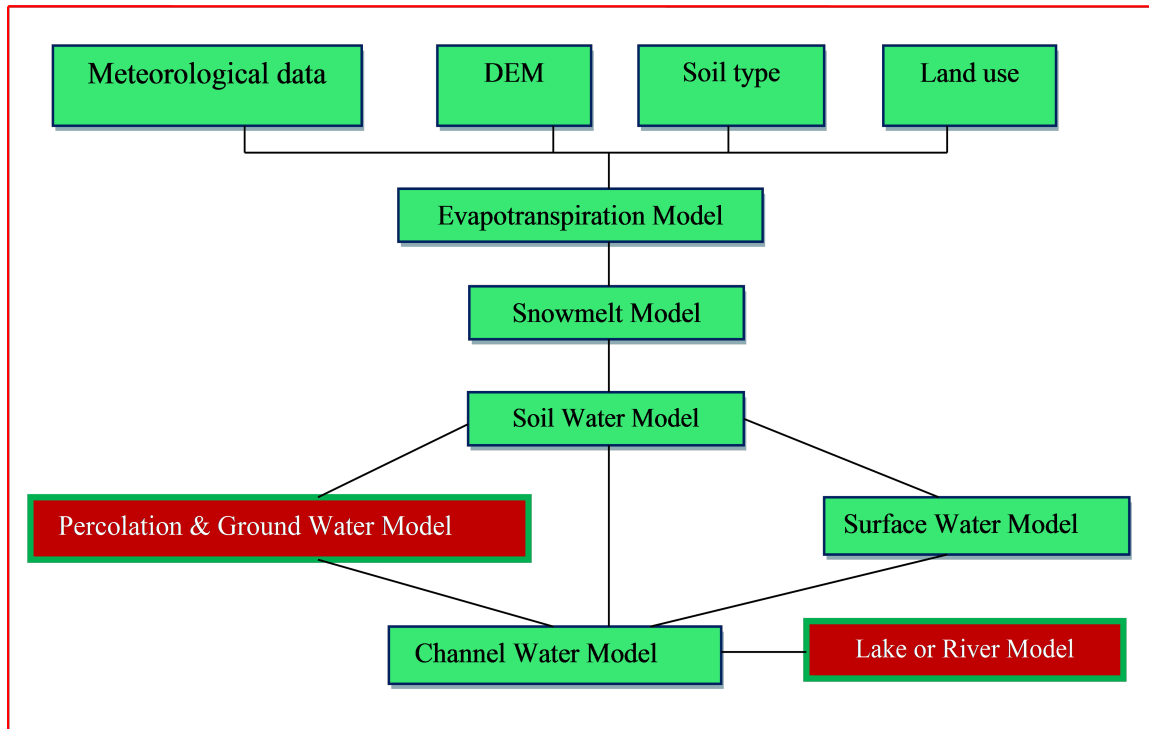 Meteorological data
DEM
Soil type
Land use
Evapotranspiration Model
Snowmelt Model
Soil Water Model
Percolation & Ground Water Model
Surface Water Model
Channel Water Model
Lake or River Model